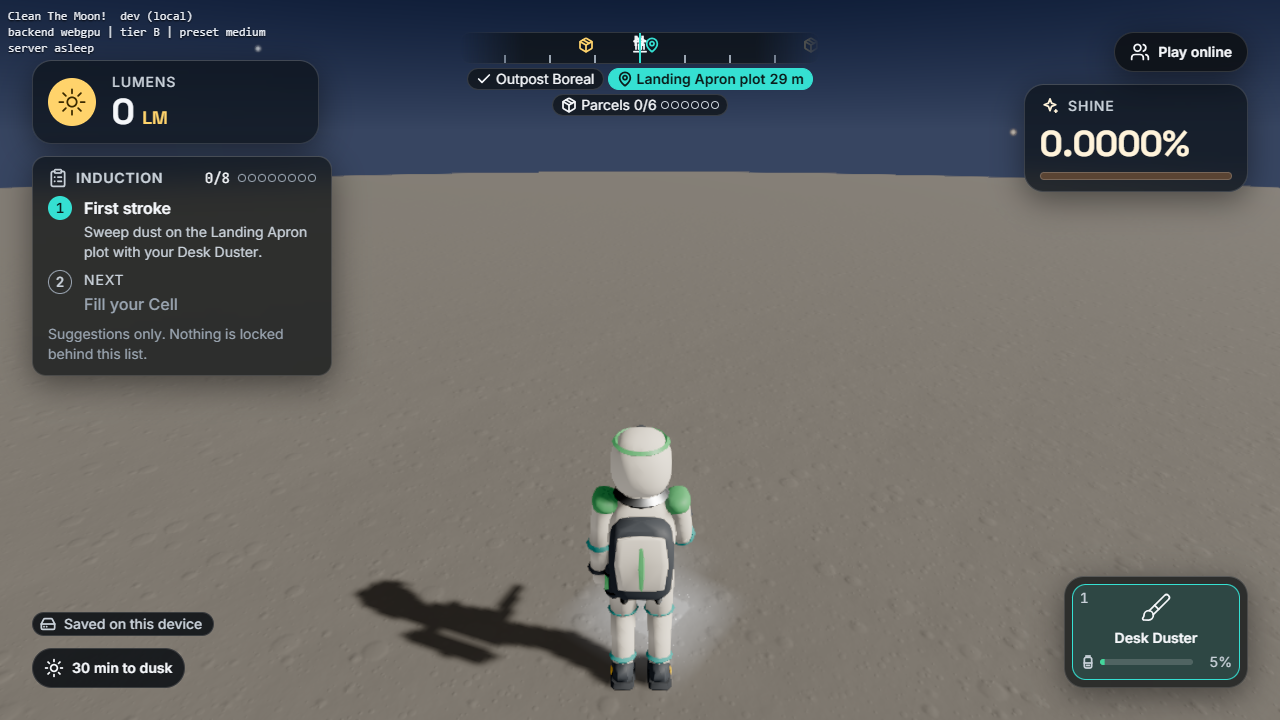 Clean The Moon! dev (local)
backend webgpu | tier B | preset medium
server asleep
LUMENS
0 LM
INDUCTION 0/8
1 First stroke
Sweep dust on the Landing Apron
plot with your Desk Duster.
2 NEXT
Fill your Cell
Suggestions only. Nothing is locked
behind this list.
Outpost Boreal
Landing Apron plot 29 m
Parcels 0/6
Play online
SHINE
0.0000%
Saved on this device
30 min to dusk
1
Desk Duster
5%